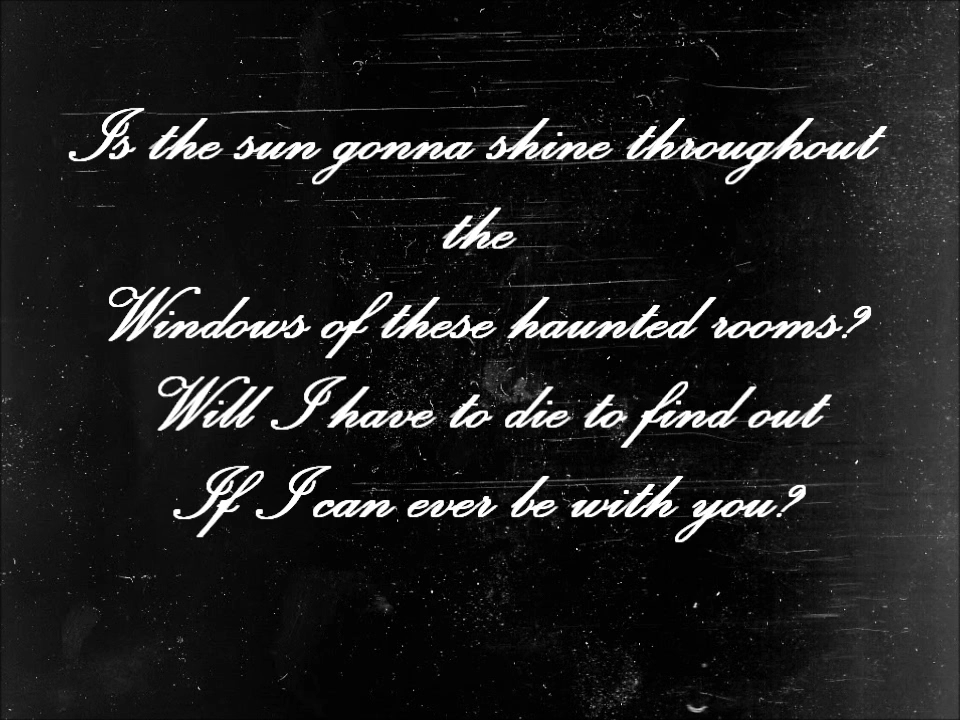 Is the sun gonna shine throughout
the
Windows of these haunted rooms?
Will I have to die to find out
If I can ever be with you?